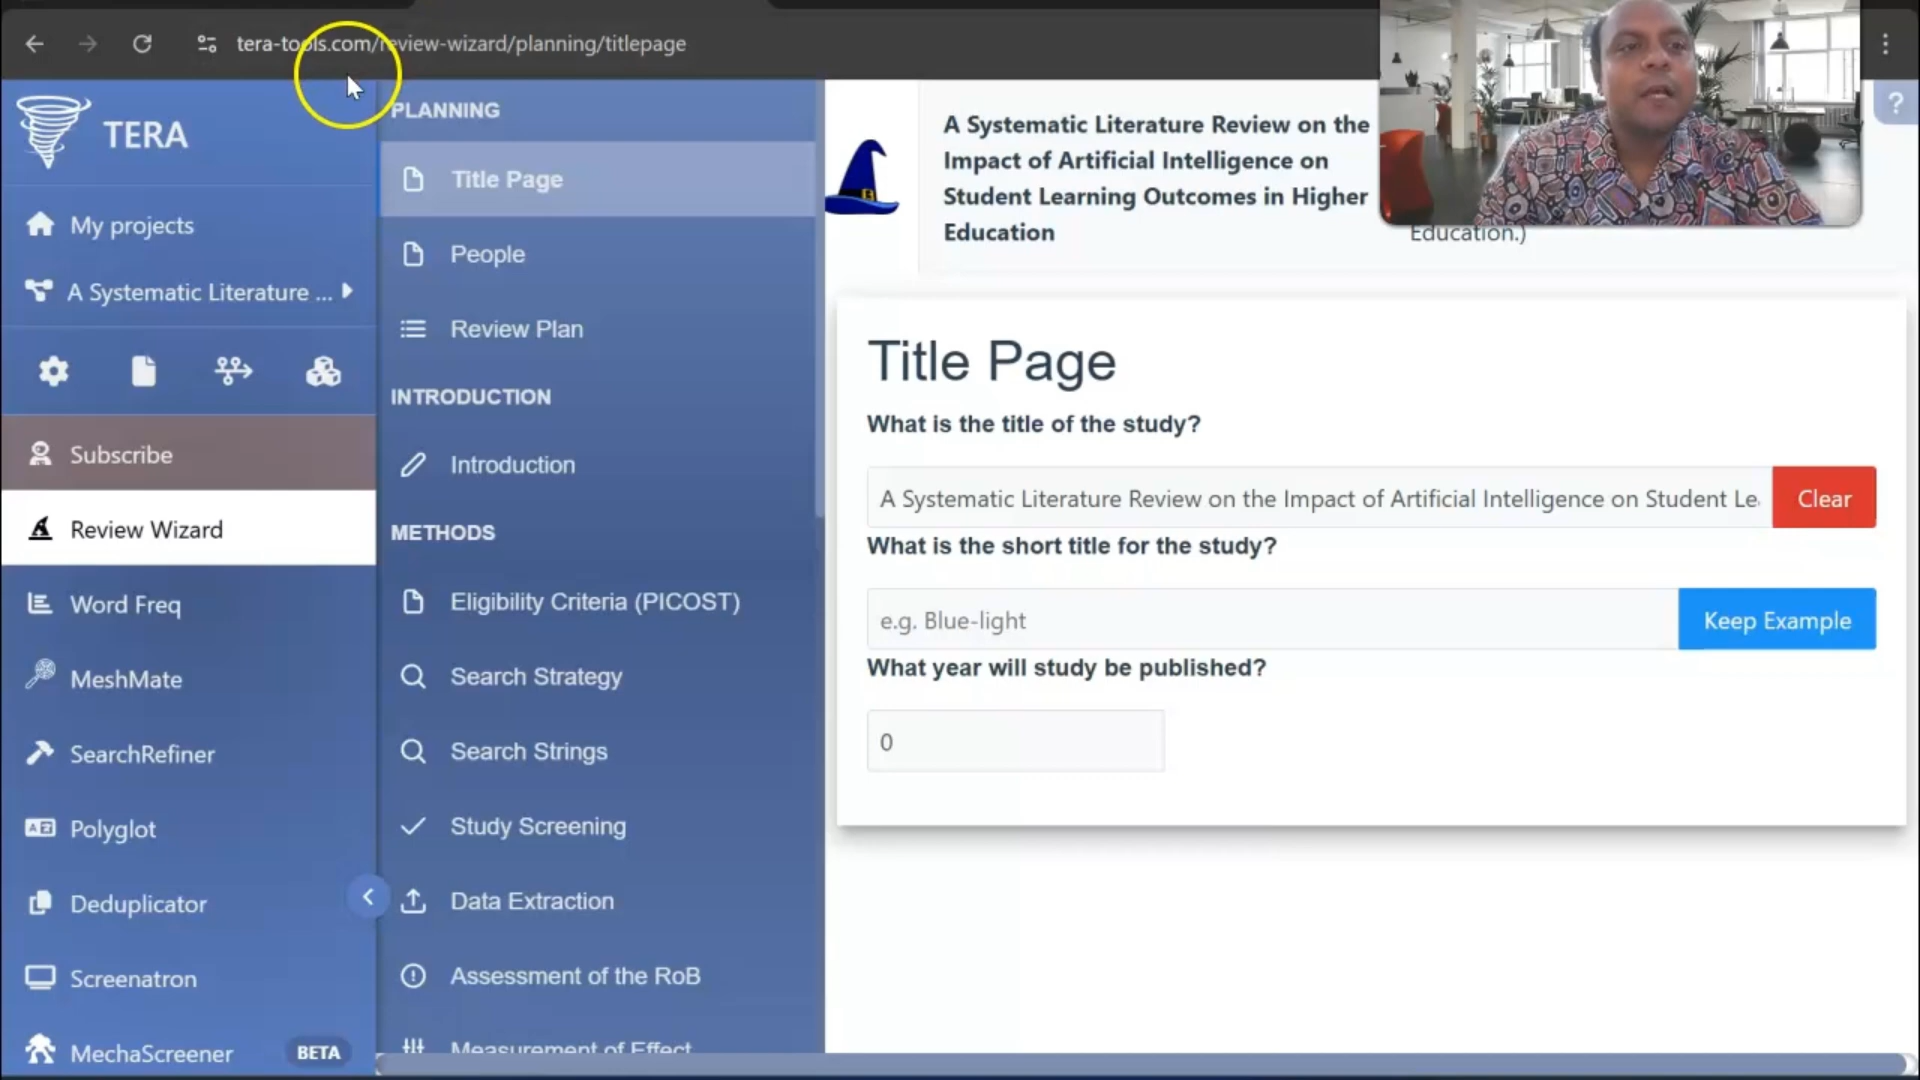 tera-tools.com/review-wizard/planning/titlepage
TERA
My projects
A Systematic Literature ...
Subscribe
Review Wizard
Word Freq
MeshMate
SearchRefiner
Polyglot
Deduplicator
Screenatron
MechaScreener BETA
PLANNING
Title Page
People
Review Plan
INTRODUCTION
Introduction
METHODS
Eligibility Criteria (PICOST)
Search Strategy
Search Strings
Study Screening
Data Extraction
Assessment of the RoB
Measurement of Effect
A Systematic Literature Review on the
Impact of Artificial Intelligence on
Student Learning Outcomes in Higher
Education
Education.)
?
Title Page
What is the title of the study?
A Systematic Literature Review on the Impact of Artificial Intelligence on Student Le
Clear
What is the short title for the study?
e.g. Blue-light
Keep Example
What year will study be published?
0